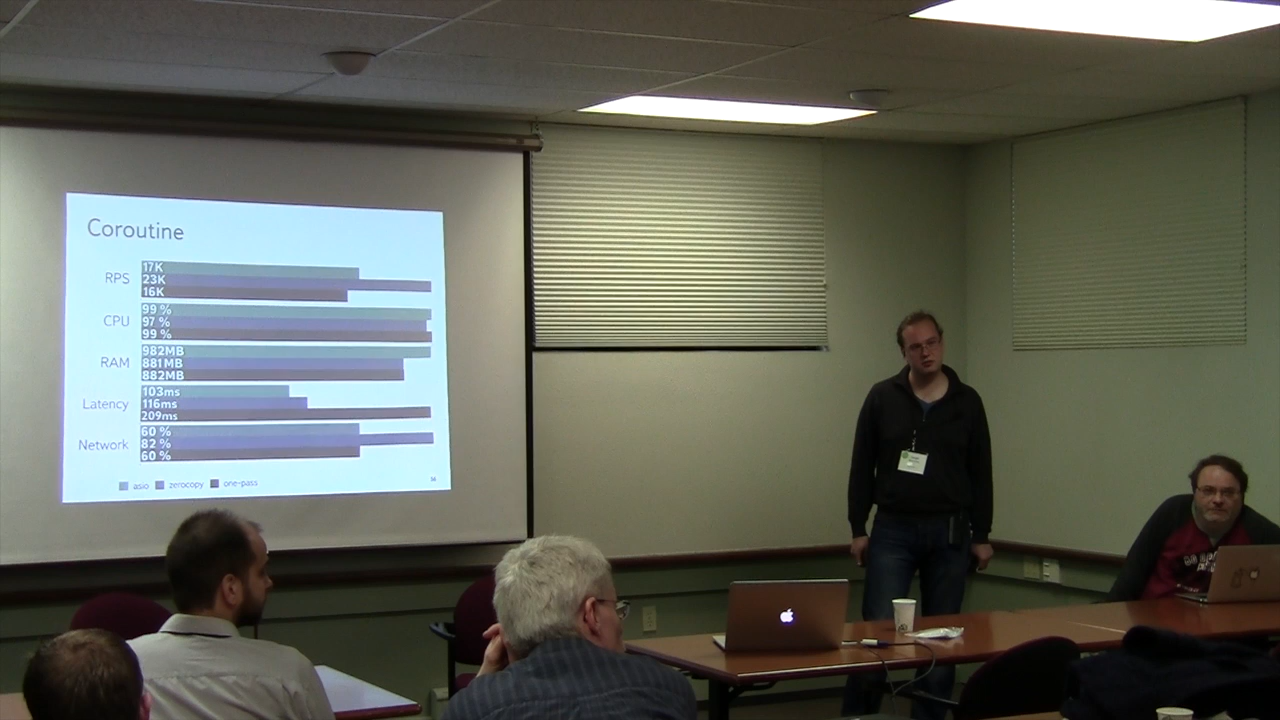 Coroutine
RPS
17K
23K
16K
CPU
99 %
97 %
99 %
RAM
982MB
881MB
882MB
Latency
103ms
116ms
209ms
Network
60 %
82 %
60 %
asio zerocopy one-pass